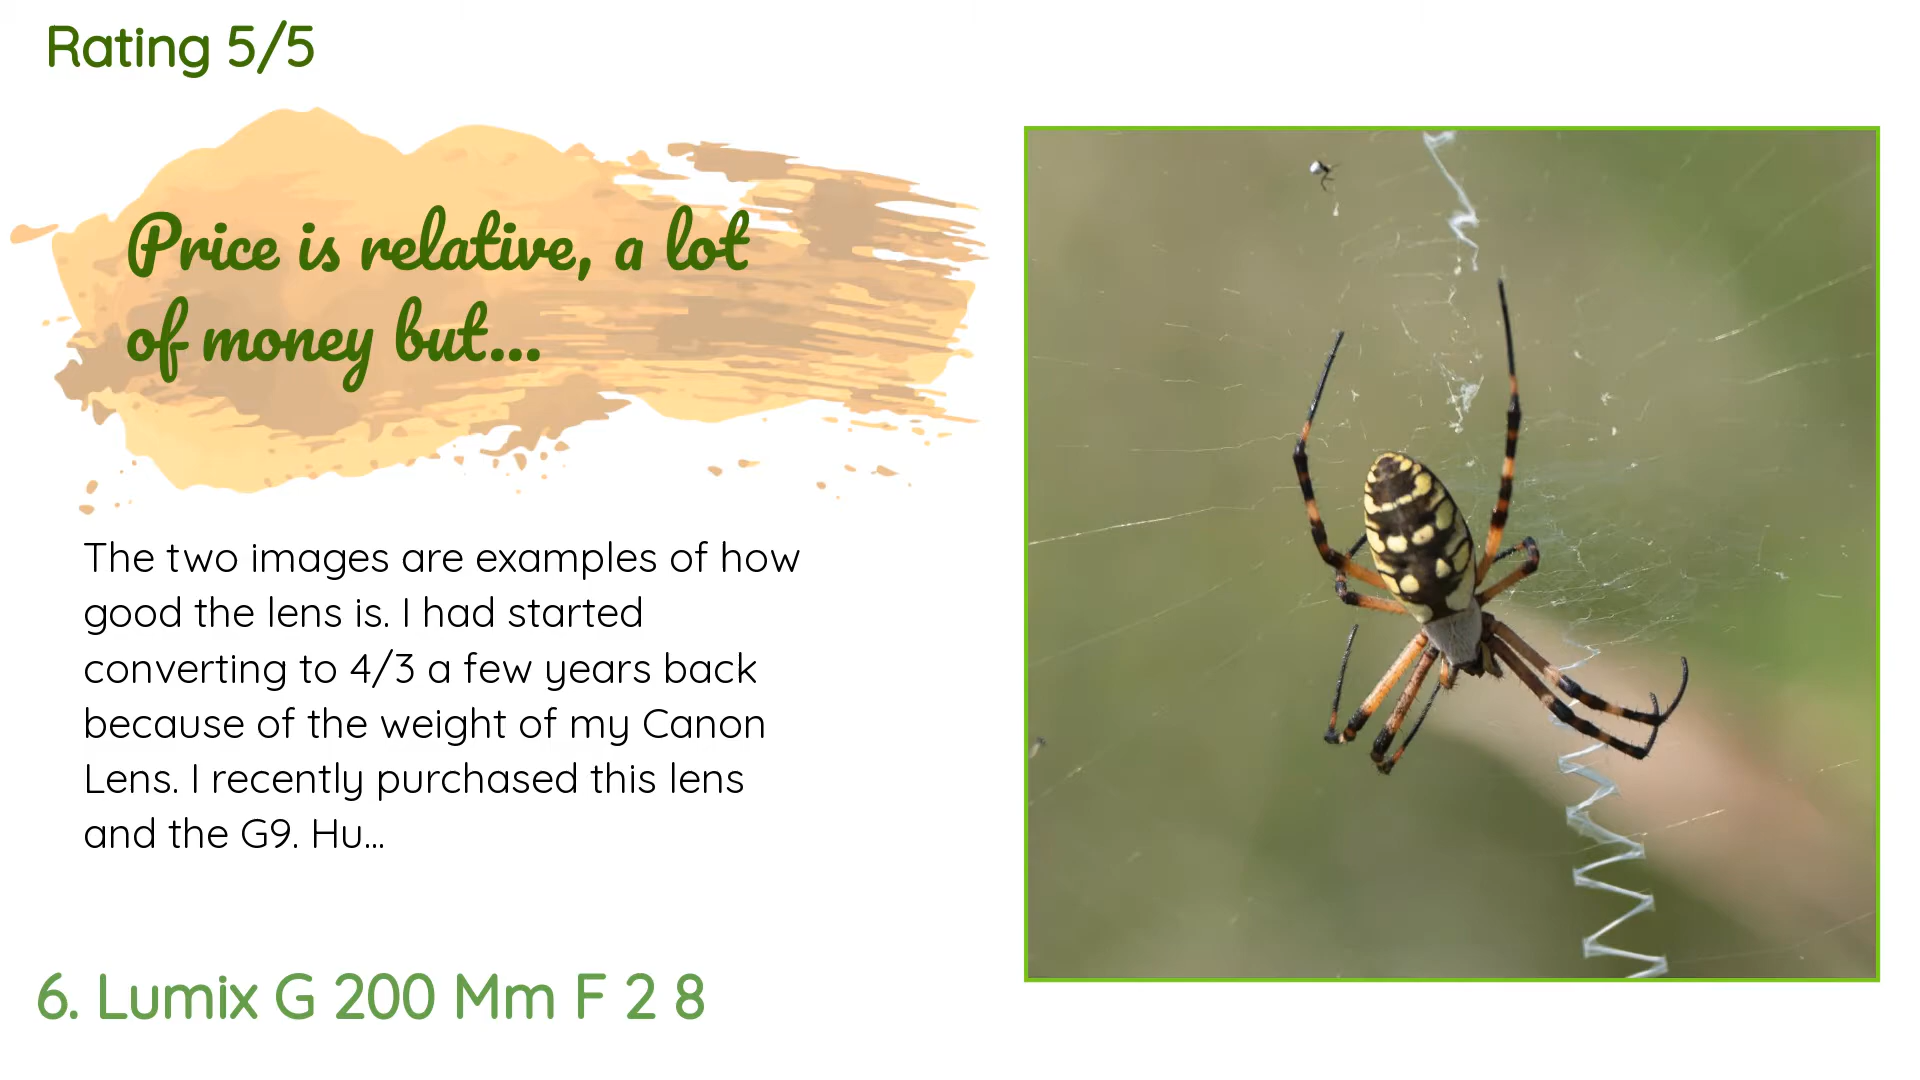 Rating 5/5
Price is relative, a lot
of money but...
The two images are examples of how
good the lens is. I had started
converting to 4/3 a few years back
because of the weight of my Canon
Lens. I recently purchased this lens
and the G9. Hu...
6. Lumix G 200 Mm F 2 8